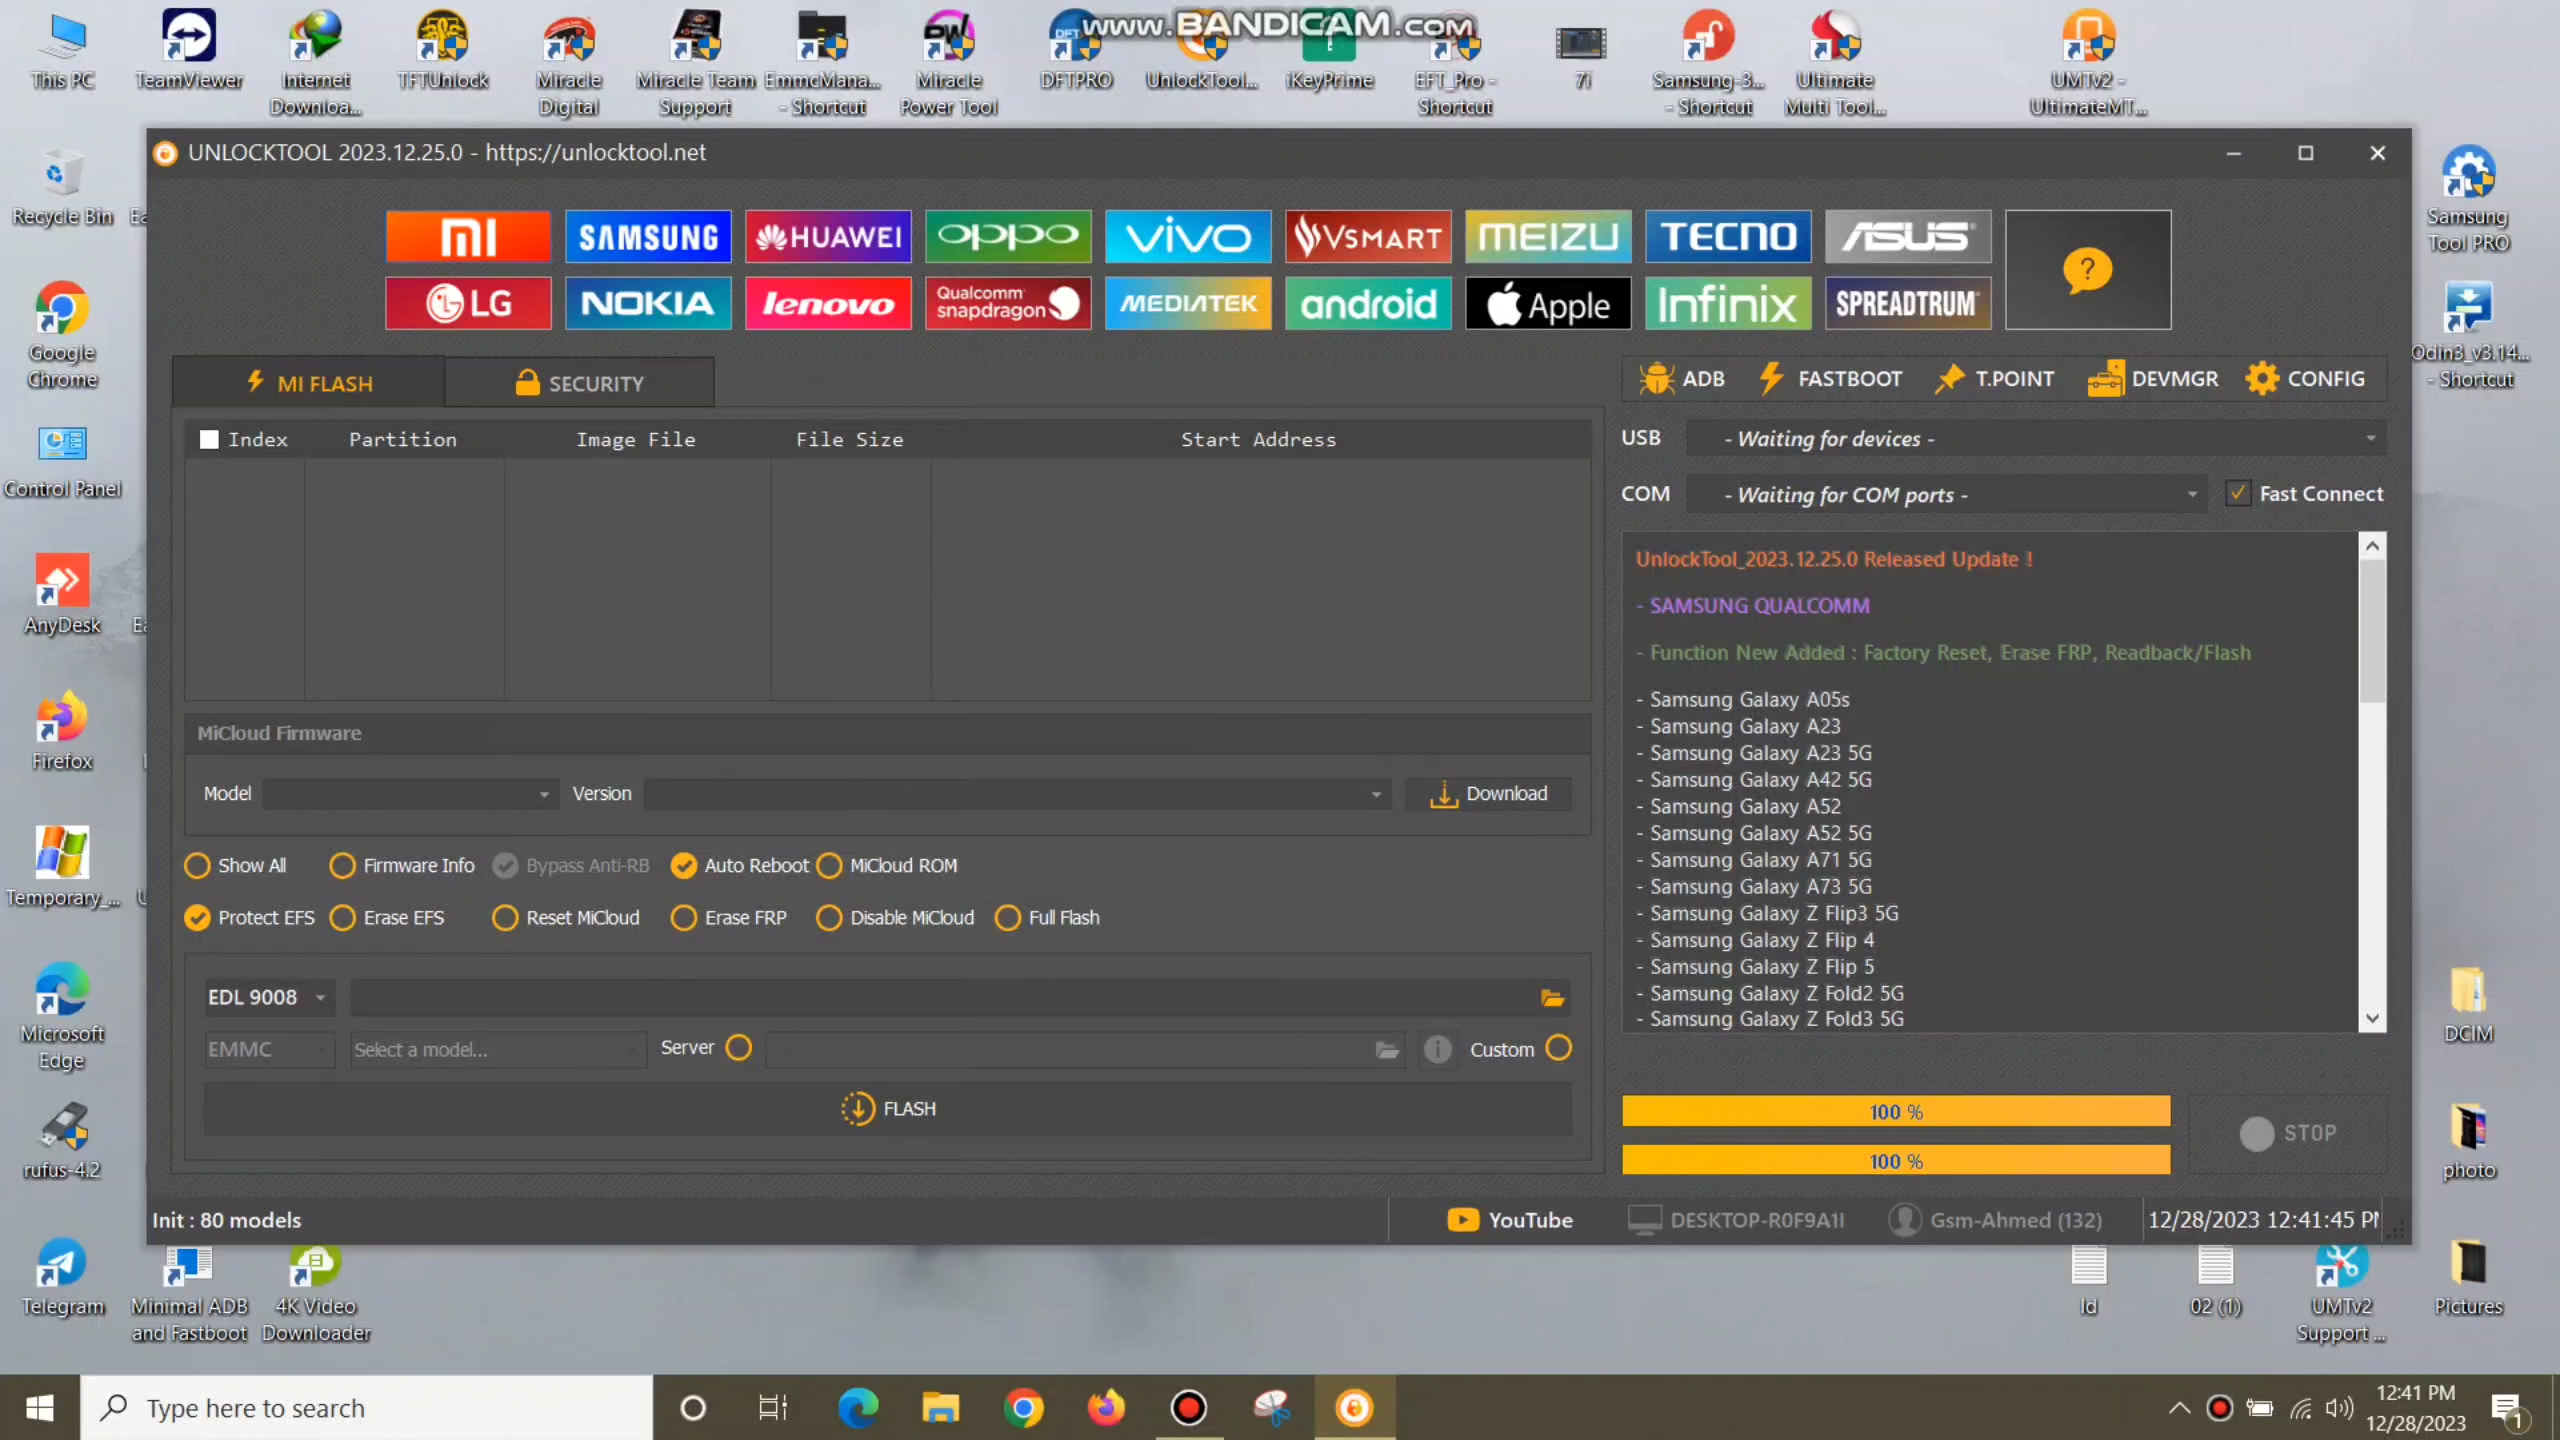 www.BANDICAM.com
This PC
TeamViewer
Internet Downloa...
TFTUnlock
Miracle Digital
Miracle Team Support
EmmcMana... - Shortcut
Miracle Power Tool
DFTPRO
UnlockTool...
iKeyPrime
EFT_Pro - Shortcut
7i
Samsung-3... - Shortcut
Ultimate Multi Tool...
UMTv2 - UltimateMT...
Recycle Bin
Google Chrome
Control Panel
AnyDesk
Firefox
Temporary_...
Microsoft Edge
rufus-4.2
Telegram
Minimal ADB and Fastboot
4K Video Downloader
Samsung Tool PRO
Odin3_v3.14... - Shortcut
DCIM
photo
Pictures
ld
02 (1)
UMTv2 Support ...
UNLOCKTOOL 2023.12.25.0 - https://unlocktool.net
mi SAMSUNG HUAWEI oppo vivo VSMART MEIZU TECNO ASUS ?
LG NOKIA lenovo Qualcomm snapdragon MEDIATEK android Apple Infinix SPREADTRUM
MI FLASH SECURITY
ADB FASTBOOT T.POINT DEVMGR CONFIG
Index Partition Image File File Size Start Address
USB - Waiting for devices -
COM - Waiting for COM ports - Fast Connect
UnlockTool_2023.12.25.0 Released Update !
- SAMSUNG QUALCOMM
- Function New Added : Factory Reset, Erase FRP, Readback/Flash
- Samsung Galaxy A05s
- Samsung Galaxy A23
- Samsung Galaxy A23 5G
- Samsung Galaxy A42 5G
- Samsung Galaxy A52
- Samsung Galaxy A52 5G
- Samsung Galaxy A71 5G
- Samsung Galaxy A73 5G
- Samsung Galaxy Z Flip3 5G
- Samsung Galaxy Z Flip 4
- Samsung Galaxy Z Flip 5
- Samsung Galaxy Z Fold2 5G
- Samsung Galaxy Z Fold3 5G
MiCloud Firmware
Model Version Download
Show All Firmware Info Bypass Anti-RB Auto Reboot MiCloud ROM
Protect EFS Erase EFS Reset MiCloud Erase FRP Disable MiCloud Full Flash
EDL 9008
EMMC Select a model... Server Custom
FLASH
100 %
100 %
STOP
Init : 80 models
YouTube DESKTOP-R0F9A1I Gsm-Ahmed (132) 12/28/2023 12:41:45
Type here to search
12:41 PM
12/28/2023
1